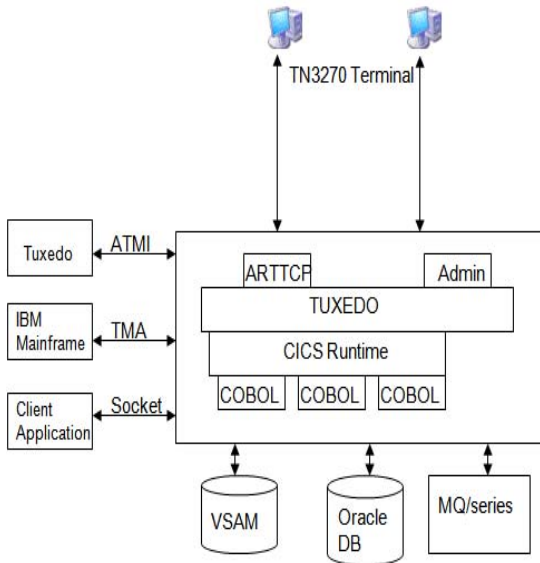 TN3270 Terminal
Tuxedo
ATMI
ARTTCP
Admin
TUXEDO
IBM
Mainframe
TMA
CICS Runtime
Client
Application
Socket
COBOL
COBOL
COBOL
VSAM
Oracle
DB
MQ/series